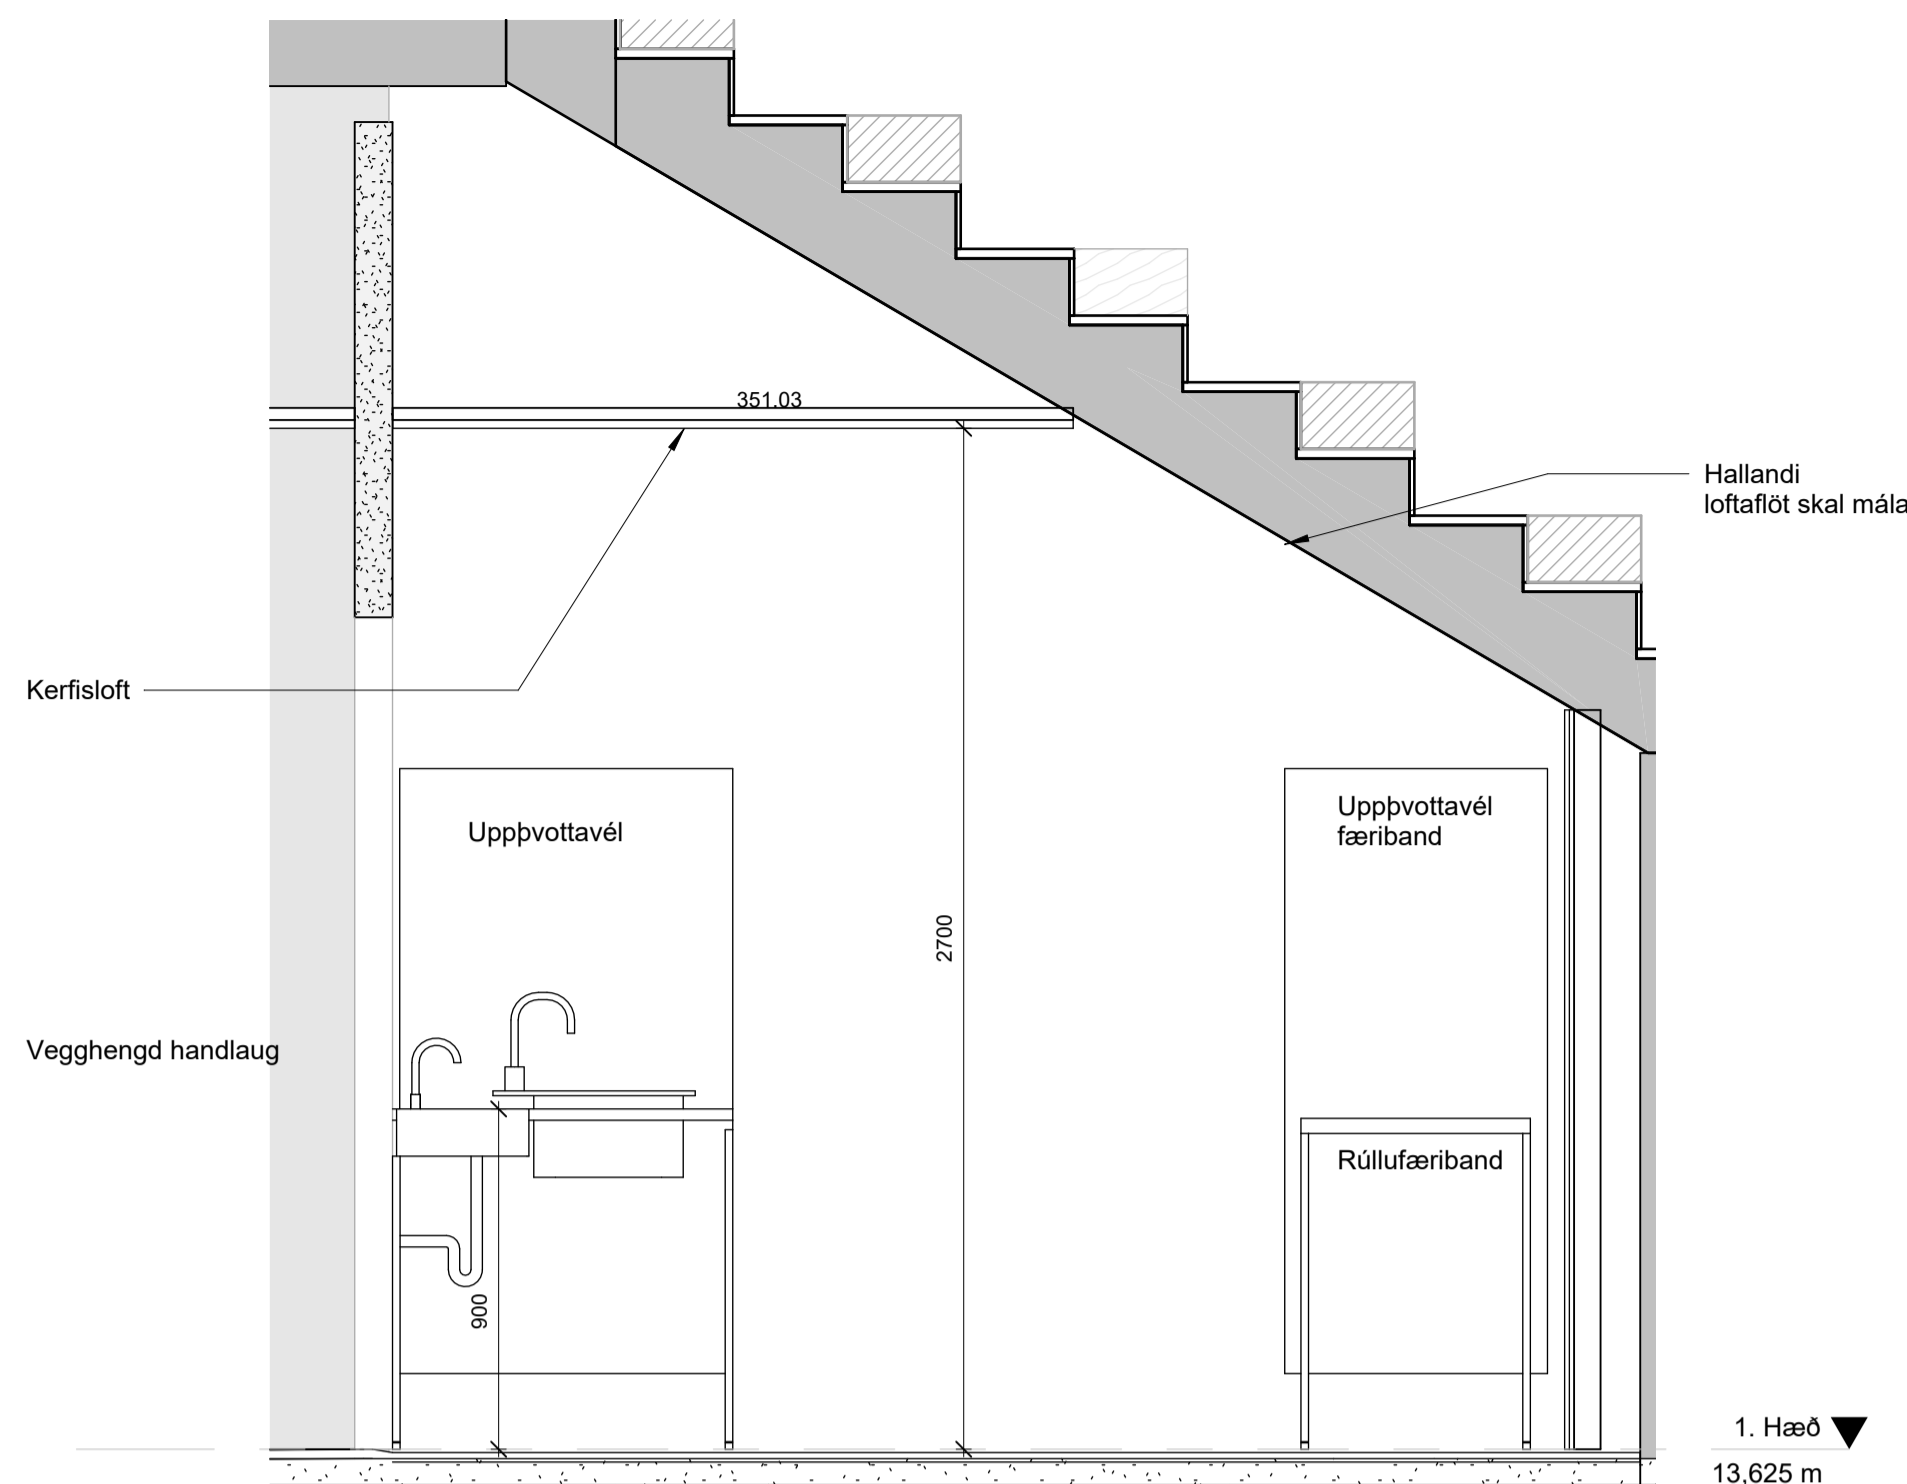 351.03
Hallandi
loftaflöt skal mála
Kerfisloft
Uppþvottavél
Uppþvottavél
færiband
2700
Vegghengd handlaug
Rúllufæriband
900
1. Hæð
13,625 m